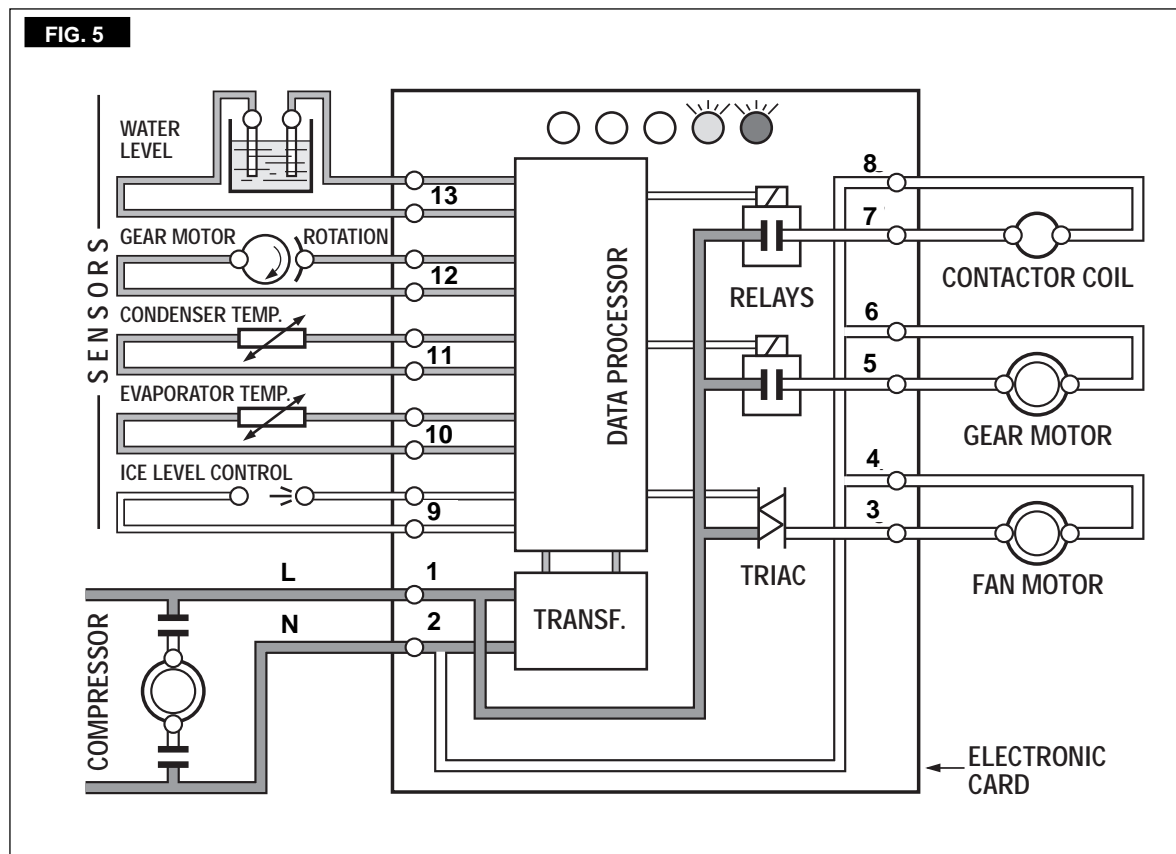 FIG. 5
WATER
LEVEL
13
GEAR MOTOR
ROTATION
12
CONDENSER TEMP.
11
EVAPORATOR TEMP.
10
ICE LEVEL CONTROL
9
SENSORS
L
1
N
2
COMPRESSOR
DATA PROCESSOR
TRANSF.
RELAYS
TRIAC
8
7
CONTACTOR COIL
6
5
GEAR MOTOR
4
3
FAN MOTOR
ELECTRONIC
CARD